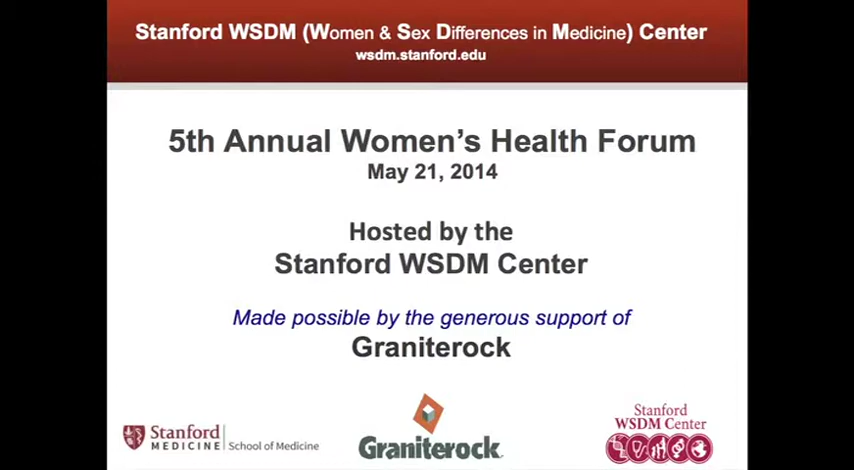 Stanford WSDM (Women & Sex Differences in Medicine) Center
wsdm.stanford.edu
5th Annual Women's Health Forum
May 21, 2014
Hosted by the
Stanford WSDM Center
Made possible by the generous support of
Graniterock
Stanford
MEDICINE
School of Medicine
Graniterock
Stanford
WSDM Center